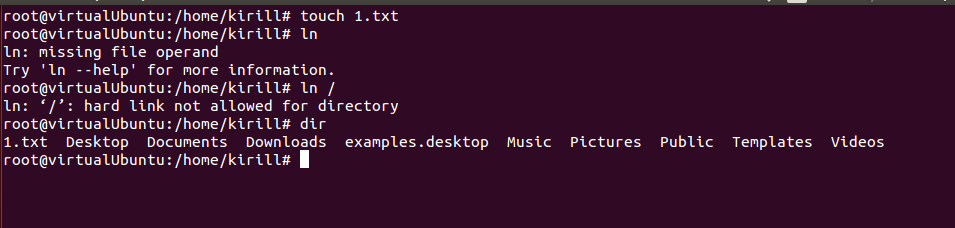 root@virtualUbuntu:/home/kirill# touch 1.txt
root@virtualUbuntu:/home/kirill# ln
ln: missing file operand
Try 'ln --help' for more information.
root@virtualUbuntu:/home/kirill# ln /
ln: ‘/’: hard link not allowed for directory
root@virtualUbuntu:/home/kirill# dir
1.txt  Desktop  Documents  Downloads  examples.desktop  Music  Pictures  Public  Templates  Videos
root@virtualUbuntu:/home/kirill#